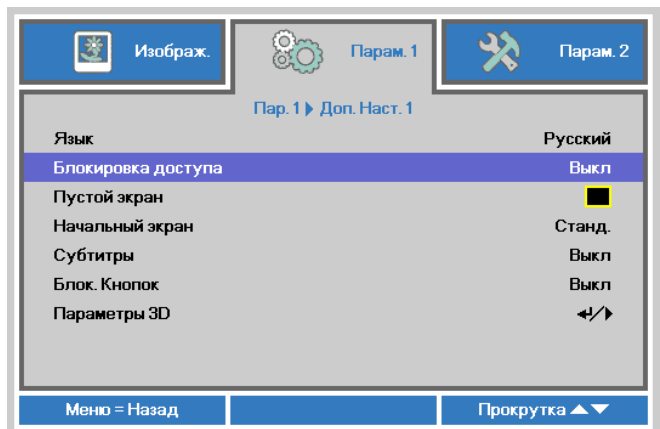 Изображ. Парам. 1 Парам. 2
Пар. 1 Доп. Наст. 1
Язык Русский
Блокировка доступа Выкл
Пустой экран
Начальный экран Станд.
Субтитры Выкл
Блок. Кнопок Выкл
Параметры 3D
Меню = Назад Прокрутка